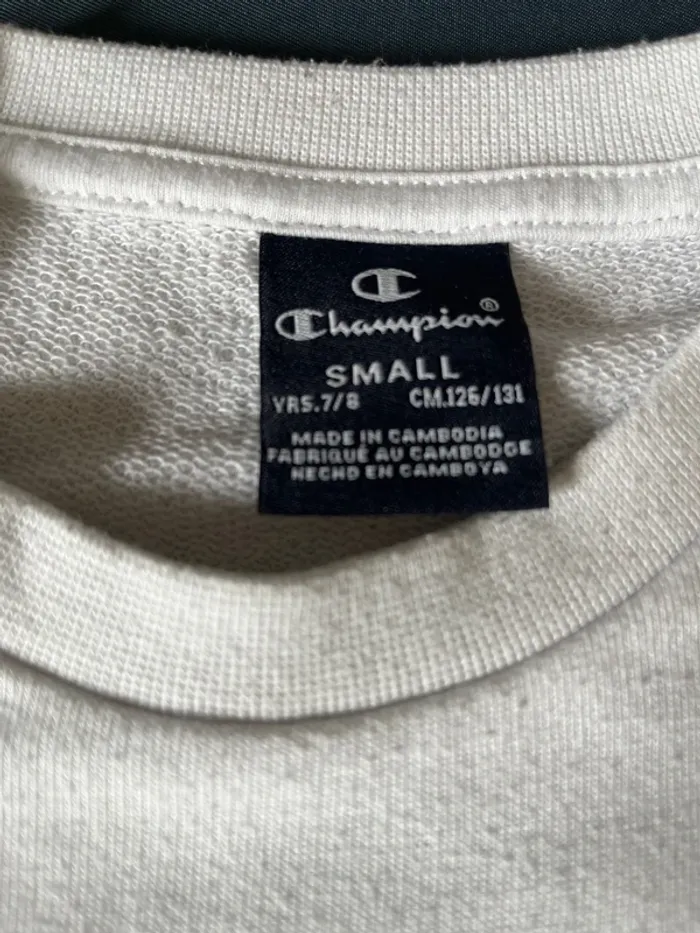 Champion®
SMALL
YRS.7/8 CM.126/131
MADE IN CAMBODIA
FABRIQUÉ AU CAMBODGE
HECHO EN CAMBOYA